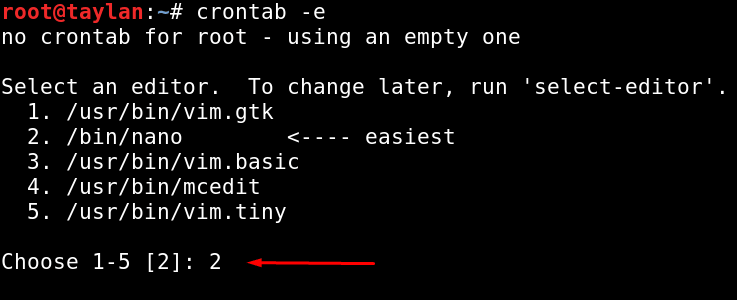 root@taylan:~# crontab -e
no crontab for root - using an empty one
Select an editor.  To change later, run 'select-editor'.
  1. /usr/bin/vim.gtk
  2. /bin/nano        <---- easiest
  3. /usr/bin/vim.basic
  4. /usr/bin/mcedit
  5. /usr/bin/vim.tiny
Choose 1-5 [2]: 2